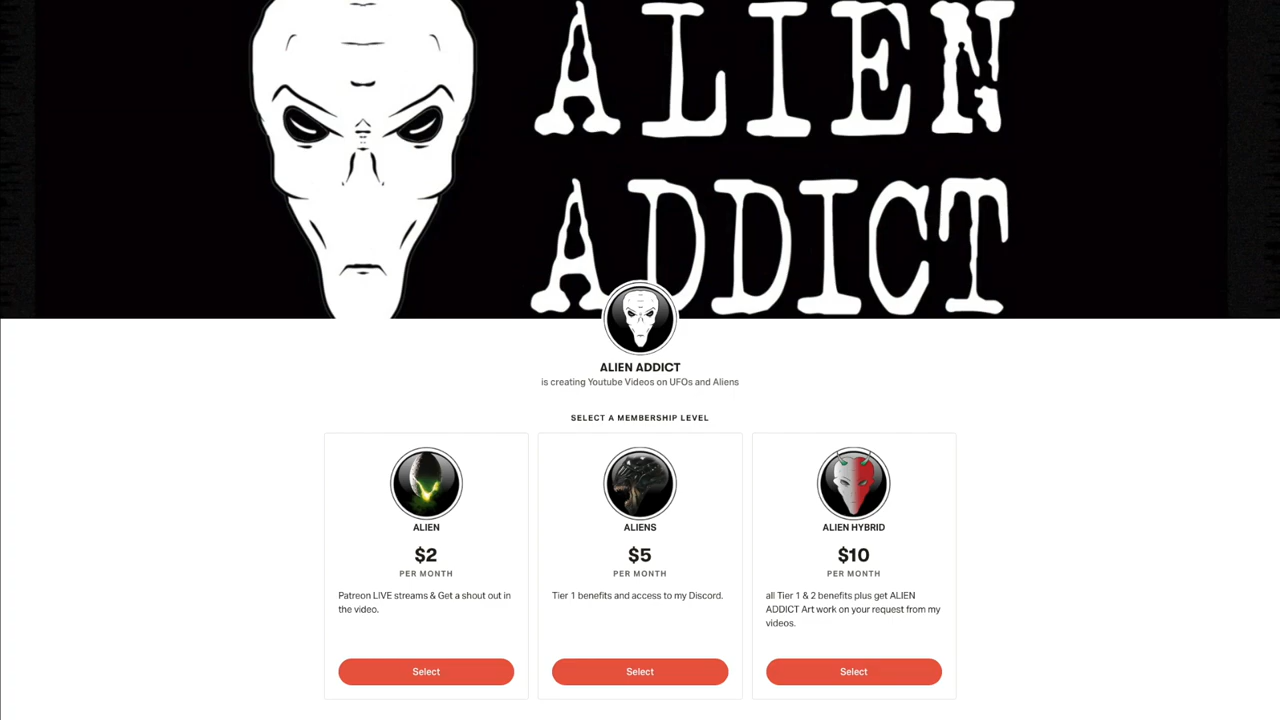 ALIEN
ADDICT
ALIEN ADDICT
is creating Youtube Videos on UFOs and Aliens
SELECT A MEMBERSHIP LEVEL
ALIEN
$2
PER MONTH
Patreon LIVE streams & Get a shout out in
the video.
Select
ALIENS
$5
PER MONTH
Tier 1 benefits and access to my Discord.
Select
ALIEN HYBRID
$10
PER MONTH
all Tier 1 & 2 benefits plus get ALIEN
ADDICT Art work on your request from my
videos.
Select